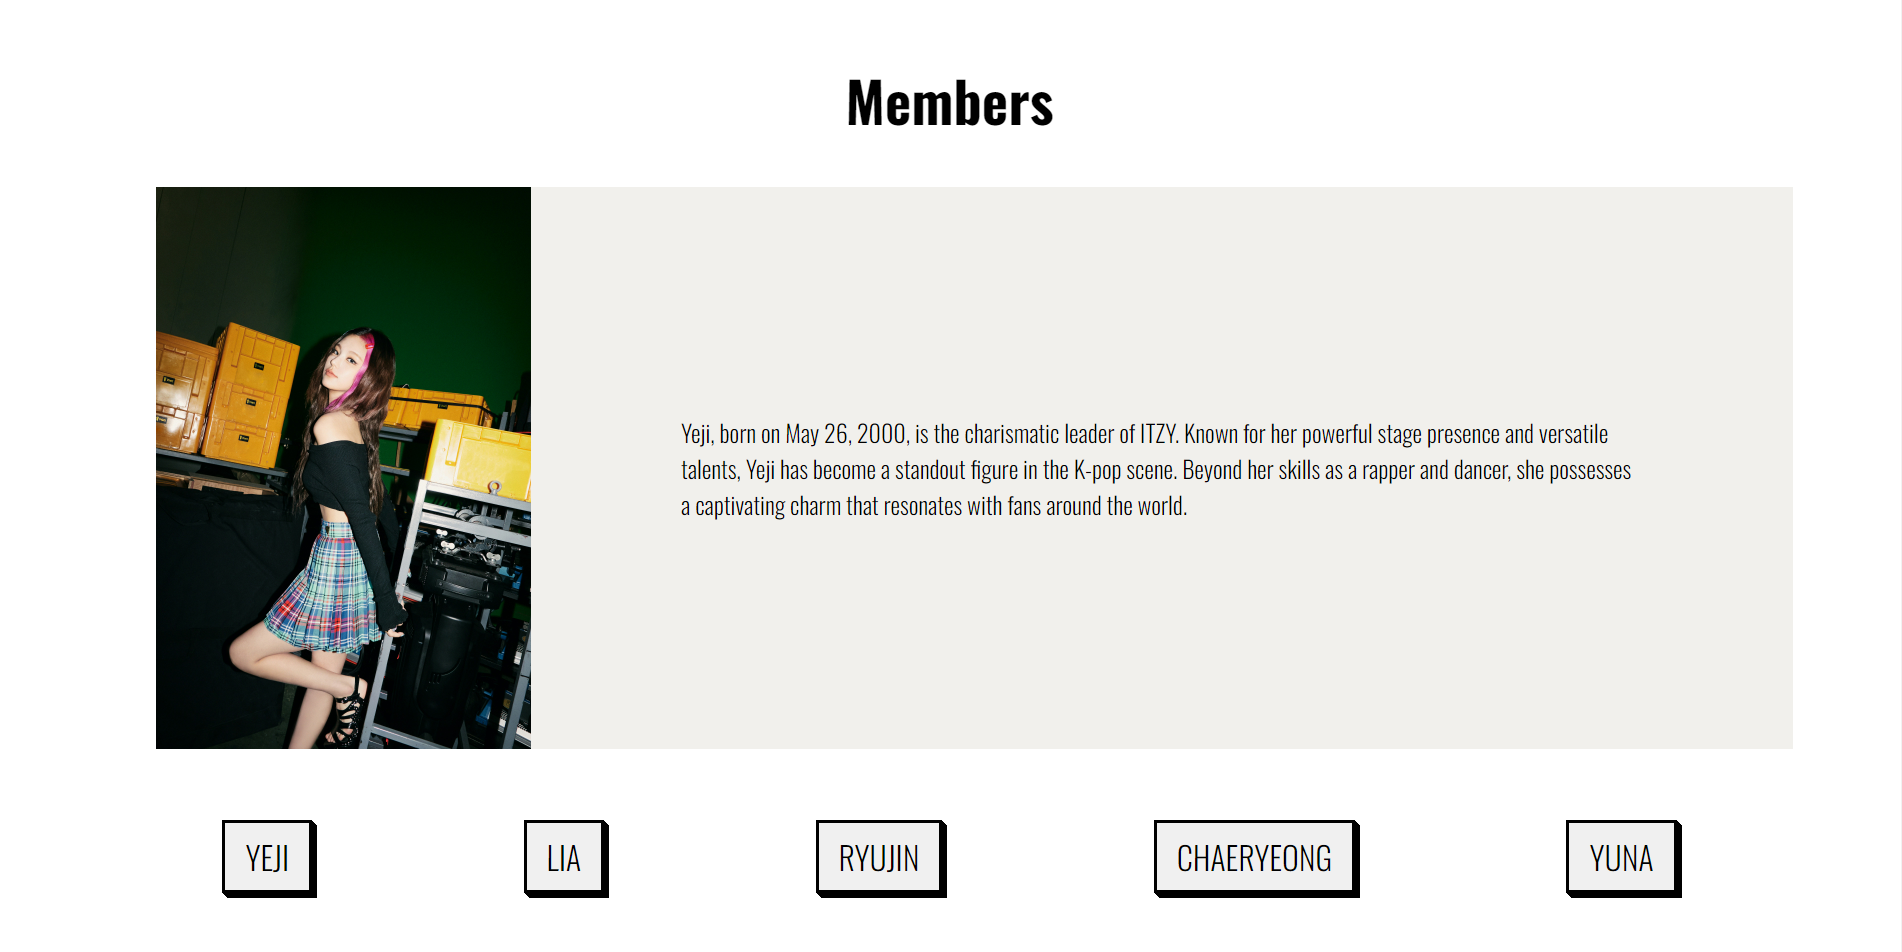 Members
Yeji, born on May 26, 2000, is the charismatic leader of ITZY. Known for her powerful stage presence and versatile
talents, Yeji has become a standout figure in the K-pop scene. Beyond her skills as a rapper and dancer, she possesses
a captivating charm that resonates with fans around the world.
YEJI
LIA
RYUJIN
CHAERYEONG
YUNA